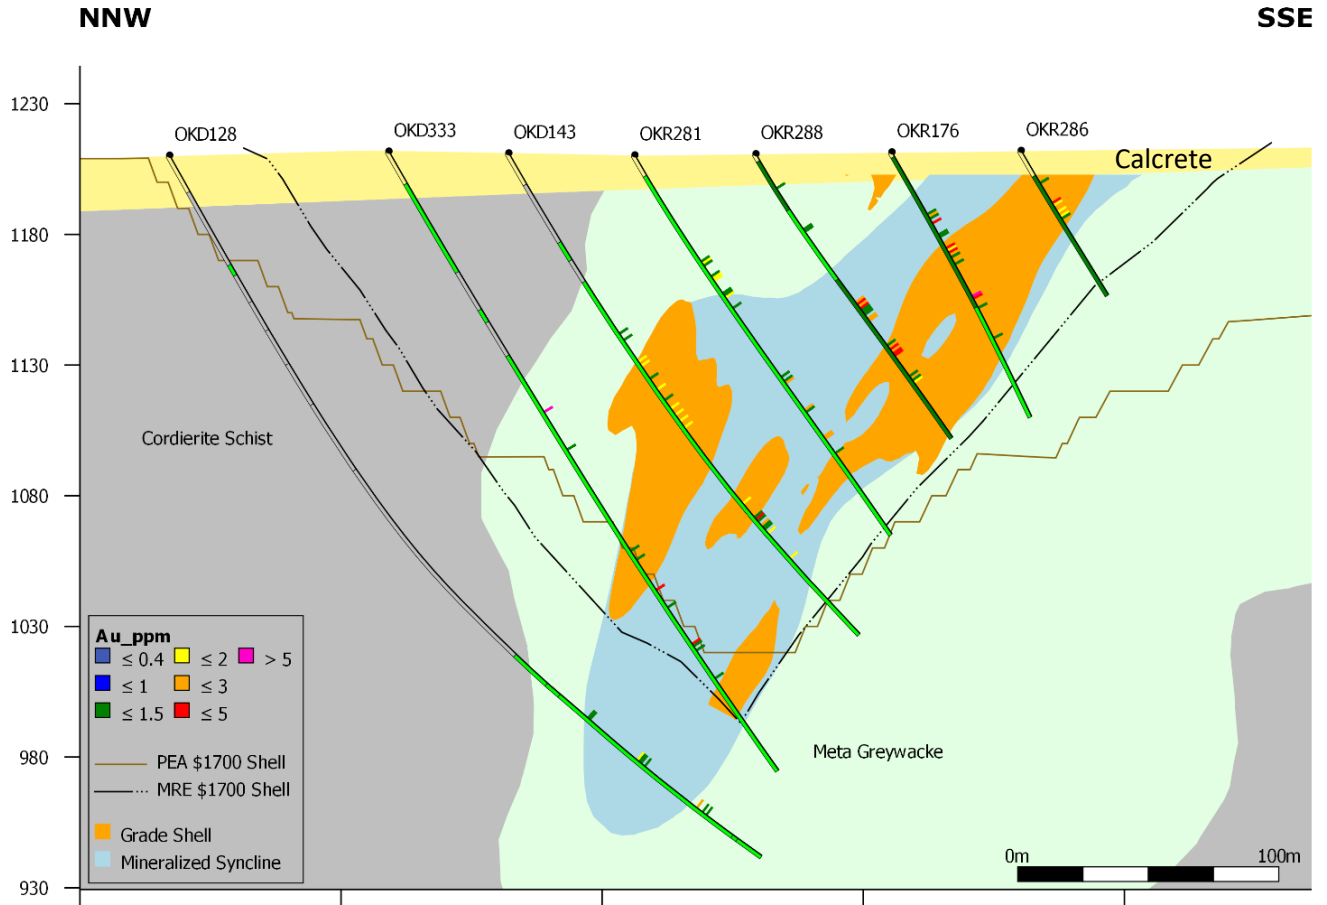 NNW SSE
1230
OKD128 OKD333 OKD143 OKR281 OKR288 OKR176 OKR286
Calcrete
1180
1130
Cordierite Schist
1080
1030
Au_ppm
≤ 0.4 ≤ 2 > 5
≤ 1 ≤ 3
≤ 1.5 ≤ 5
980
Meta Greywacke
PEA $1700 Shell
MRE $1700 Shell
Grade Shell
Mineralized Syncline
0m 100m
930